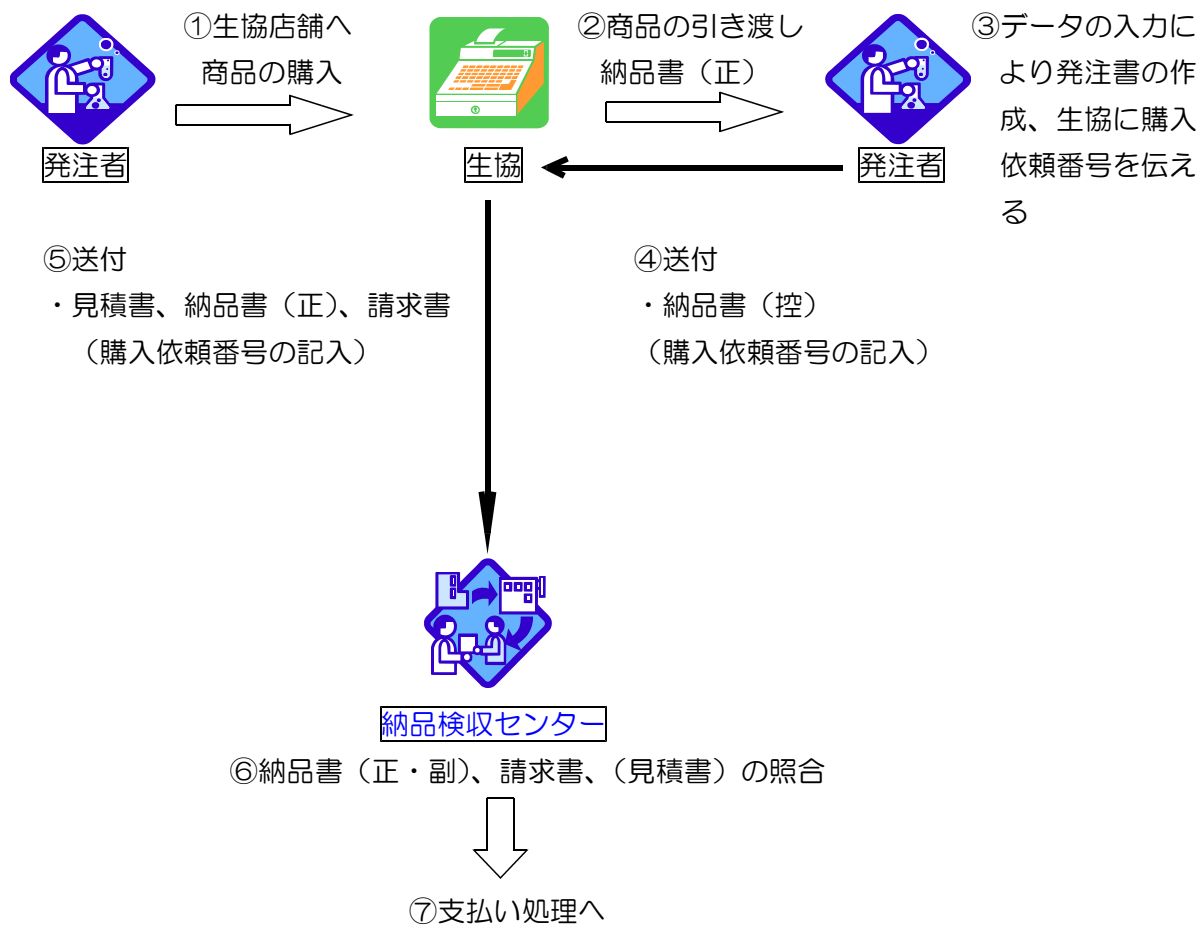 ①生協店舗へ
商品の購入
②商品の引き渡し
納品書（正）
③データの入力に
より発注書の作
成、生協に購入
依頼番号を伝え
る
発注者
生協
発注者
⑤送付
・見積書、納品書（正）、請求書
（購入依頼番号の記入）
④送付
・納品書（控）
（購入依頼番号の記入）
納品検収センター
⑥納品書（正・副）、請求書、（見積書）の照合
⑦支払い処理へ